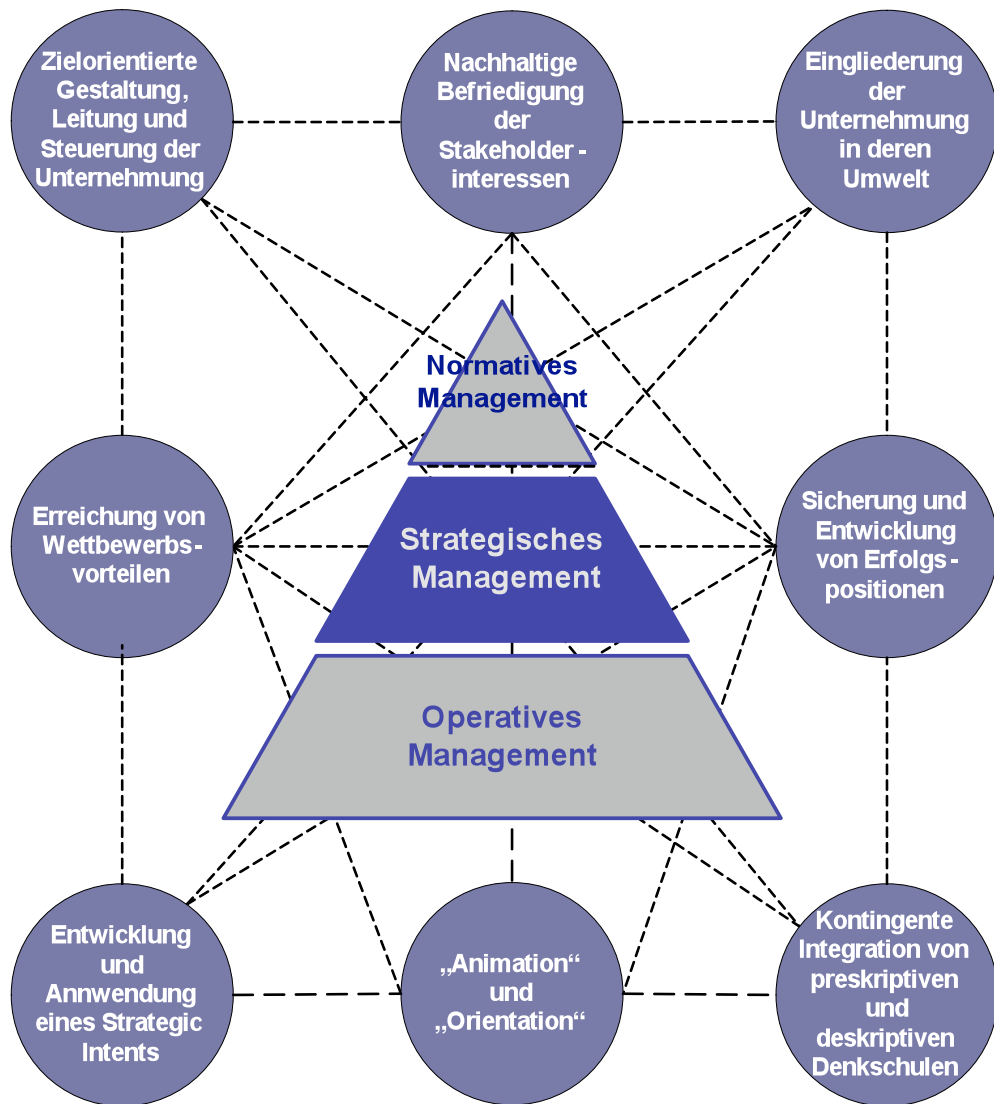 Zielorientierte
Gestaltung,
Leitung und
Steuerung der
Unternehmung
Nachhaltige
Befriedigung
der
Stakeholder -
interessen
Eingliederung
der
Unternehmung
in deren
Umwelt
Normatives
Management
Erreichung von
Wettbewerbs-
vorteilen
Strategisches
Management
Sicherung und
Entwicklung
von Erfolgs -
positionen
Operatives
Management
Entwicklung
und
Annwendung
eines Strategic
Intents
„Animation“
und
„Orientation“
Kontingente
Integration von
preskriptiven
und
deskriptiven
Denkschulen